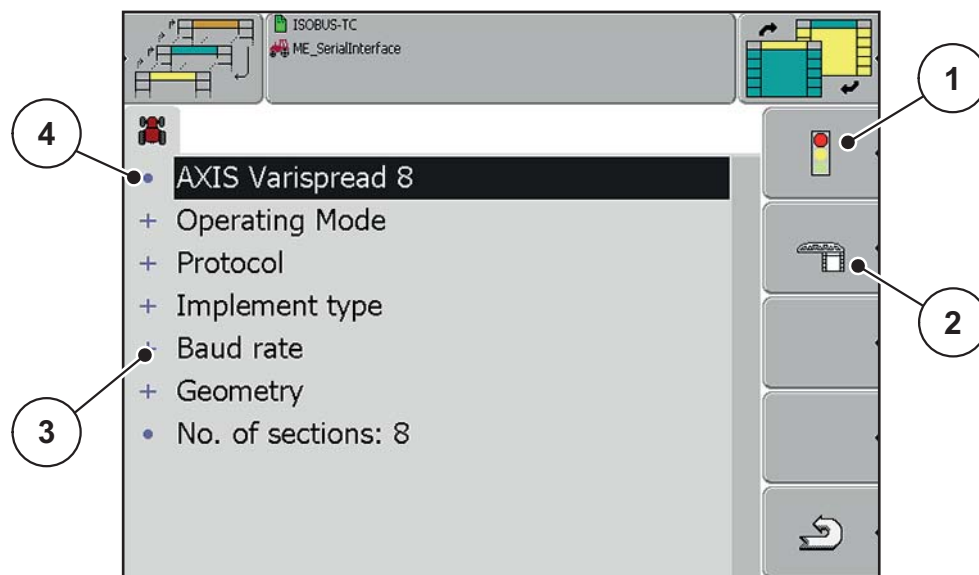 ISOBUS-TC
ME_SerialInterface
1
4
AXIS Varispread 8
+ Operating Mode
+ Protocol
+ Implement type
2
+ Baud rate
3
+ Geometry
No. of sections: 8